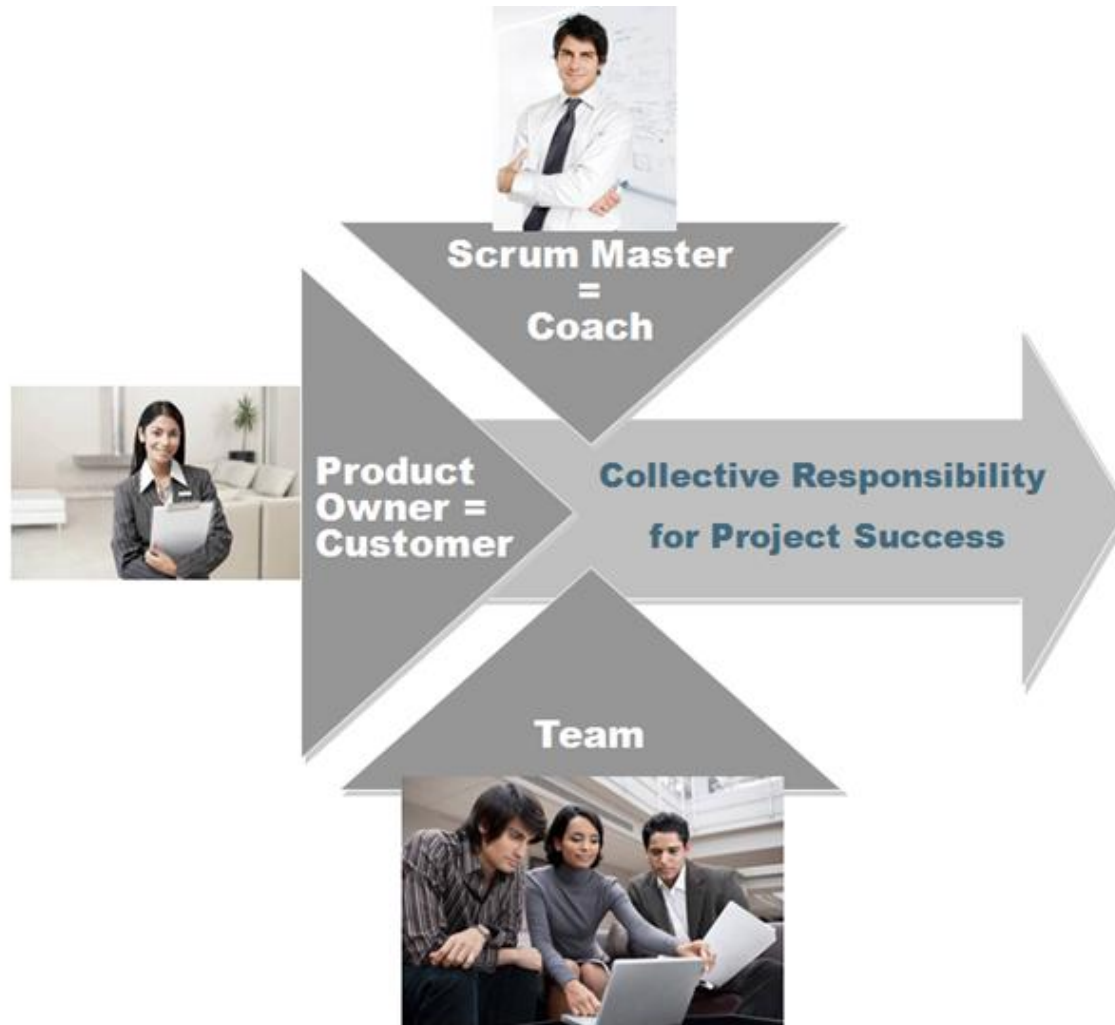 Scrum Master
=
Coach
Product
Owner =
Customer
Collective Responsibility
for Project Success
Team